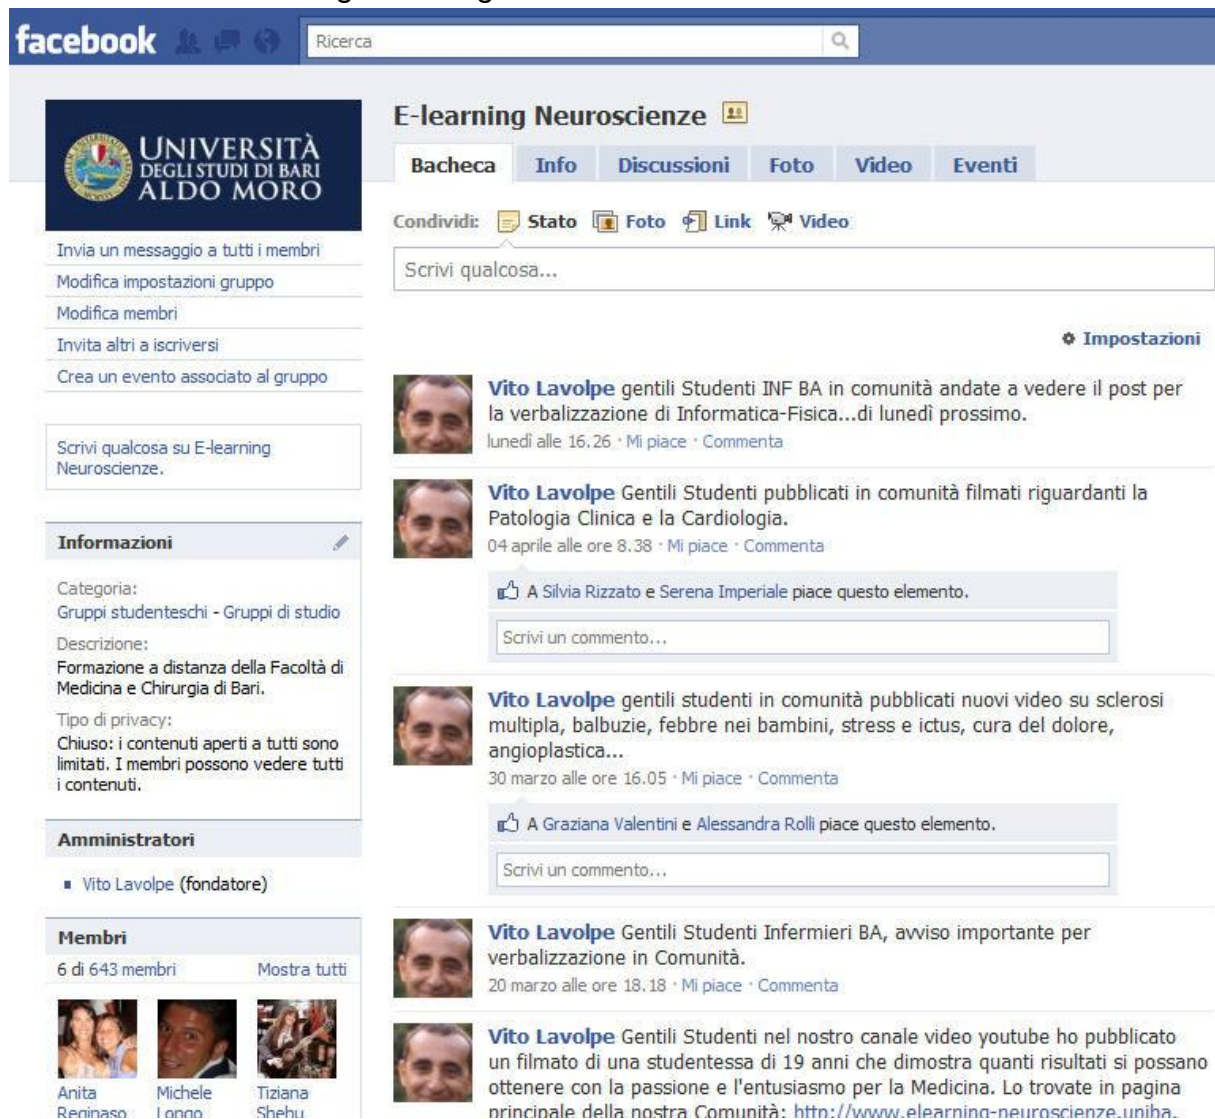 facebook
Ricerca
UNIVERSITÀ
DEGLI STUDI DI BARI
ALDO MORO
Invia un messaggio a tutti i membri
Modifica impostazioni gruppo
Modifica membri
Invita altri a iscriversi
Crea un evento associato al gruppo
Scrivi qualcosa su E-learning
Neuroscienze.
Informazioni
Categoria:
Gruppi studenteschi - Gruppi di studio
Descrizione:
Formazione a distanza della Facoltà di
Medicina e Chirurgia di Bari.
Tipo di privacy:
Chiuso: i contenuti aperti a tutti sono
limitati. I membri possono vedere tutti
i contenuti.
Amministratori
Vito Lavolpe (fondatore)
Membri
6 di 643 membri Mostra tutti
Anita Michele Tiziana
Reginaso Longo Shehu
E-learning Neuroscienze
Bacheca Info Discussioni Foto Video Eventi
Condividi: Stato Foto Link Video
Scrivi qualcosa...
Impostazioni
Vito Lavolpe gentili Studenti INF BA in comunità andate a vedere il post per
la verbalizzazione di Informatica-Fisica...di lunedì prossimo.
lunedì alle 16.26 · Mi piace · Commenta
Vito Lavolpe Gentili Studenti pubblicati in comunità filmati riguardanti la
Patologia Clinica e la Cardiologia.
04 aprile alle ore 8.38 · Mi piace · Commenta
A Silvia Rizzato e Serena Imperiale piace questo elemento.
Scrivi un commento...
Vito Lavolpe gentili studenti in comunità pubblicati nuovi video su sclerosi
multipla, balbuzie, febbre nei bambini, stress e ictus, cura del dolore,
angioplastica...
30 marzo alle ore 16.05 · Mi piace · Commenta
A Graziana Valentini e Alessandra Rolli piace questo elemento.
Scrivi un commento...
Vito Lavolpe Gentili Studenti Infermieri BA, avviso importante per
verbalizzazione in Comunità.
20 marzo alle ore 18.18 · Mi piace · Commenta
Vito Lavolpe Gentili Studenti nel nostro canale video youtube ho pubblicato
un filmato di una studentessa di 19 anni che dimostra quanti risultati si possano
ottenere con la passione e l'entusiasmo per la Medicina. Lo trovate in pagina
principale della nostra Comunità: http://www.elearning-neuroscienze.uniba.